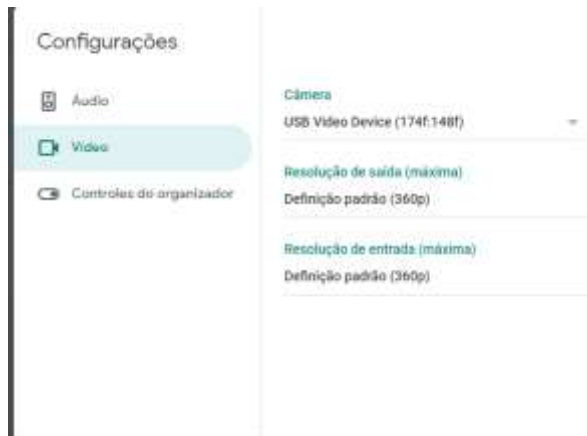 Configurações
Áudio
Vídeo
Controles do organizador
Câmera
USB Video Device (174f:148f)
Resolução de saída (máxima)
Definição padrão (360p)
Resolução de entrada (máxima)
Definição padrão (360p)